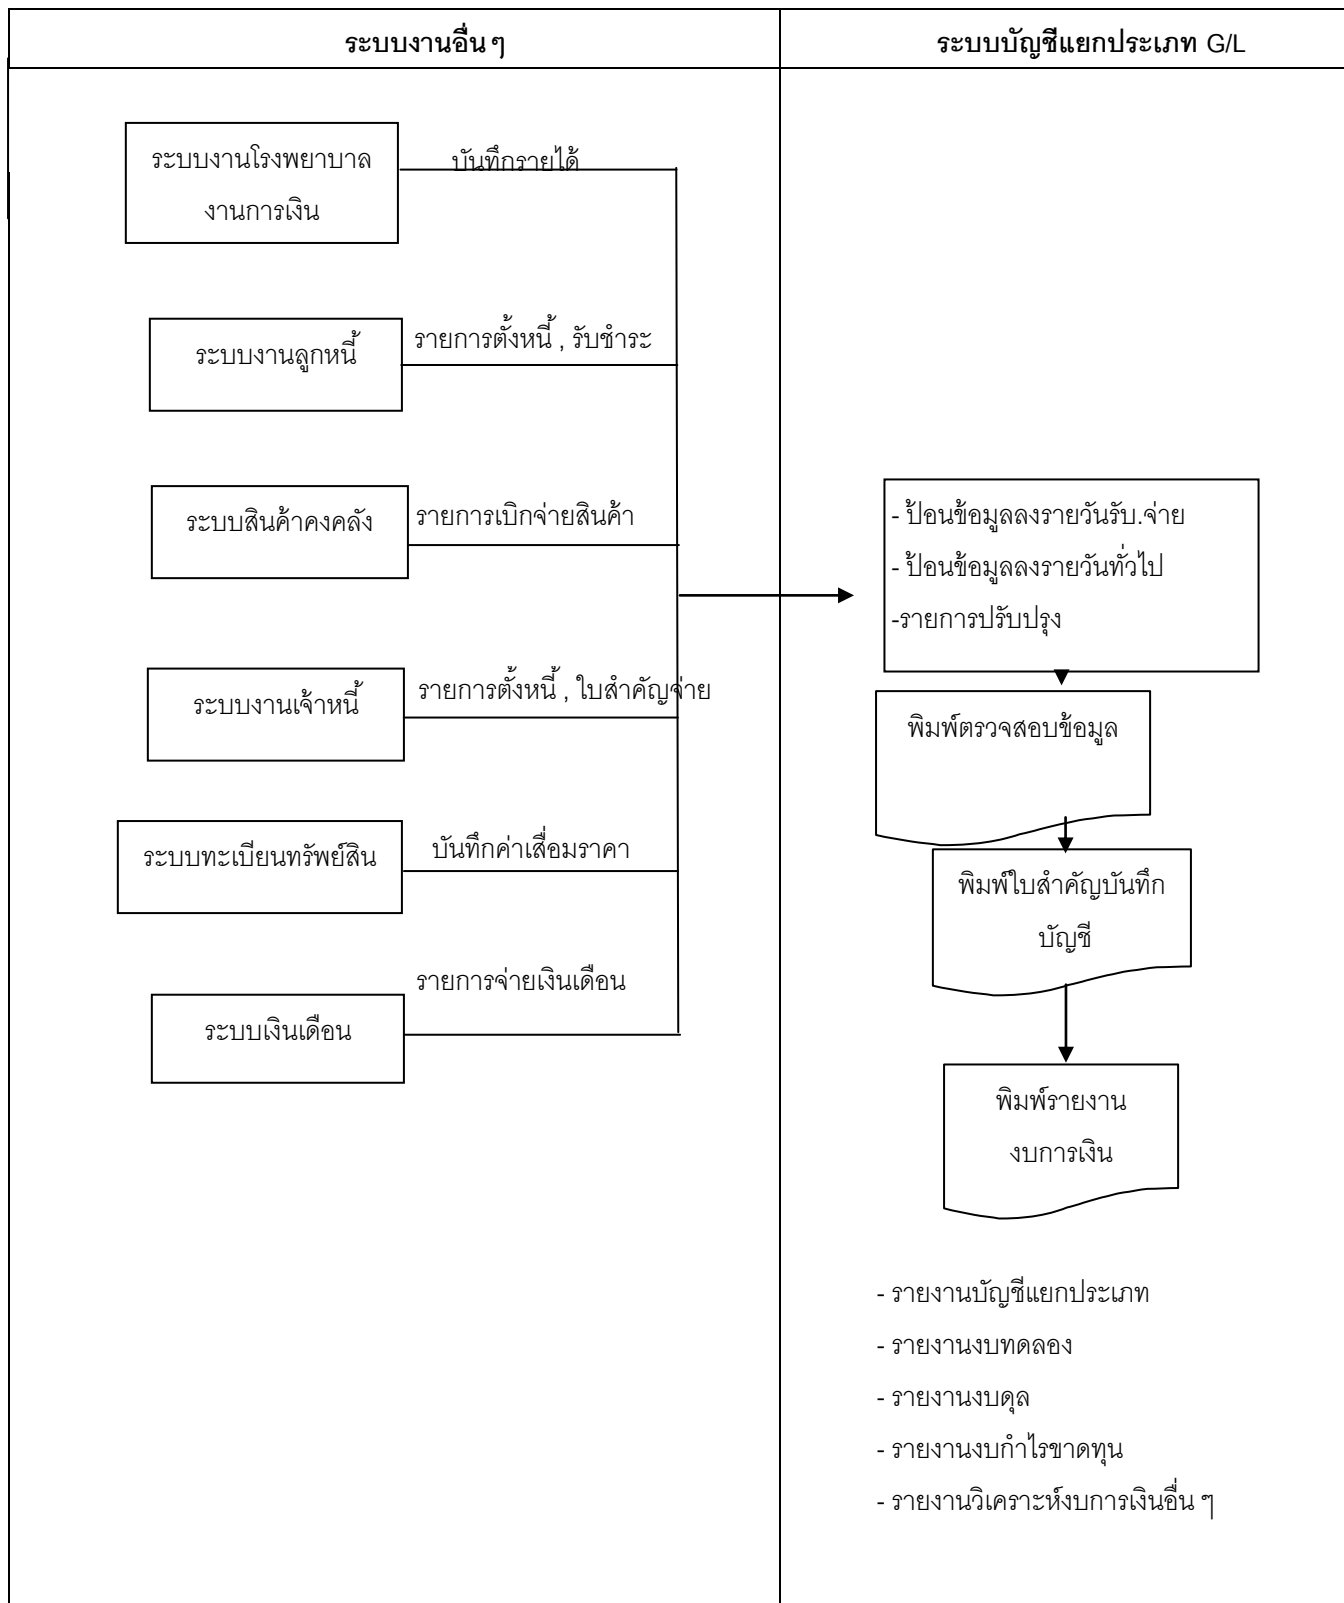 ระบบงานอื่น ๆ
ระบบบัญชีแยกประเภท G/L
ระบบงานโรงพยาบาล
งานการเงิน
บันทึกรายได้
ระบบงานลูกหนี้
รายการตั้งหนี้ , รับชำระ
ระบบสินค้าคงคลัง
รายการเบิกจ่ายสินค้า
ระบบงานเจ้าหนี้
รายการตั้งหนี้ , ใบสำคัญจ่าย
ระบบทะเบียนทรัพย์สิน
บันทึกค่าเสื่อมราคา
ระบบเงินเดือน
รายการจ่ายเงินเดือน
- ป้อนข้อมูลลงรายวันรับ.จ่าย
- ป้อนข้อมูลลงรายวันทั่วไป
-รายการปรับปรุง
พิมพ์ตรวจสอบข้อมูล
พิมพ์ใบสำคัญบันทึก
บัญชี
พิมพ์รายงาน
งบการเงิน
- รายงานบัญชีแยกประเภท
- รายงานงบทดลอง
- รายงานงบดุล
- รายงานงบกำไรขาดทุน
- รายงานวิเคราะห์งบการเงินอื่น ๆ